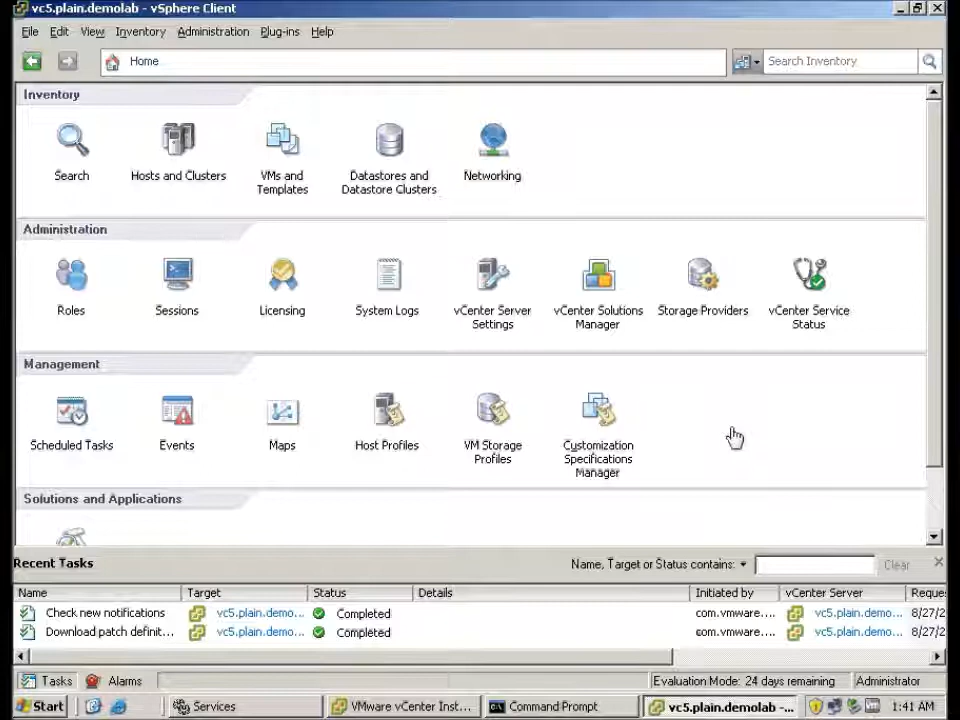 vc5.plain.demolab - vSphere Client
File Edit View Inventory Administration Plug-ins Help
Home
Search Inventory
Inventory
Search
Hosts and Clusters
VMs and
Templates
Datastores and
Datastore Clusters
Networking
Administration
Roles
Sessions
Licensing
System Logs
vCenter Server
Settings
vCenter Solutions
Manager
Storage Providers
vCenter Service
Status
Management
Scheduled Tasks
Events
Maps
Host Profiles
VM Storage
Profiles
Customization
Specifications
Manager
Solutions and Applications
Recent Tasks
Name, Target or Status contains:
Clear
Name Target Status Details Initiated by vCenter Server Reque
Check new notifications vc5.plain.demo... Completed com.vmware.... vc5.plain.demo... 8/27/2
Download patch definit... vc5.plain.demo... Completed com.vmware.... vc5.plain.demo... 8/27/2
Tasks Alarms Evaluation Mode: 24 days remaining Administrator
Start Services VMware vCenter Inst... Command Prompt vc5.plain.demolab -... 1:41 AM